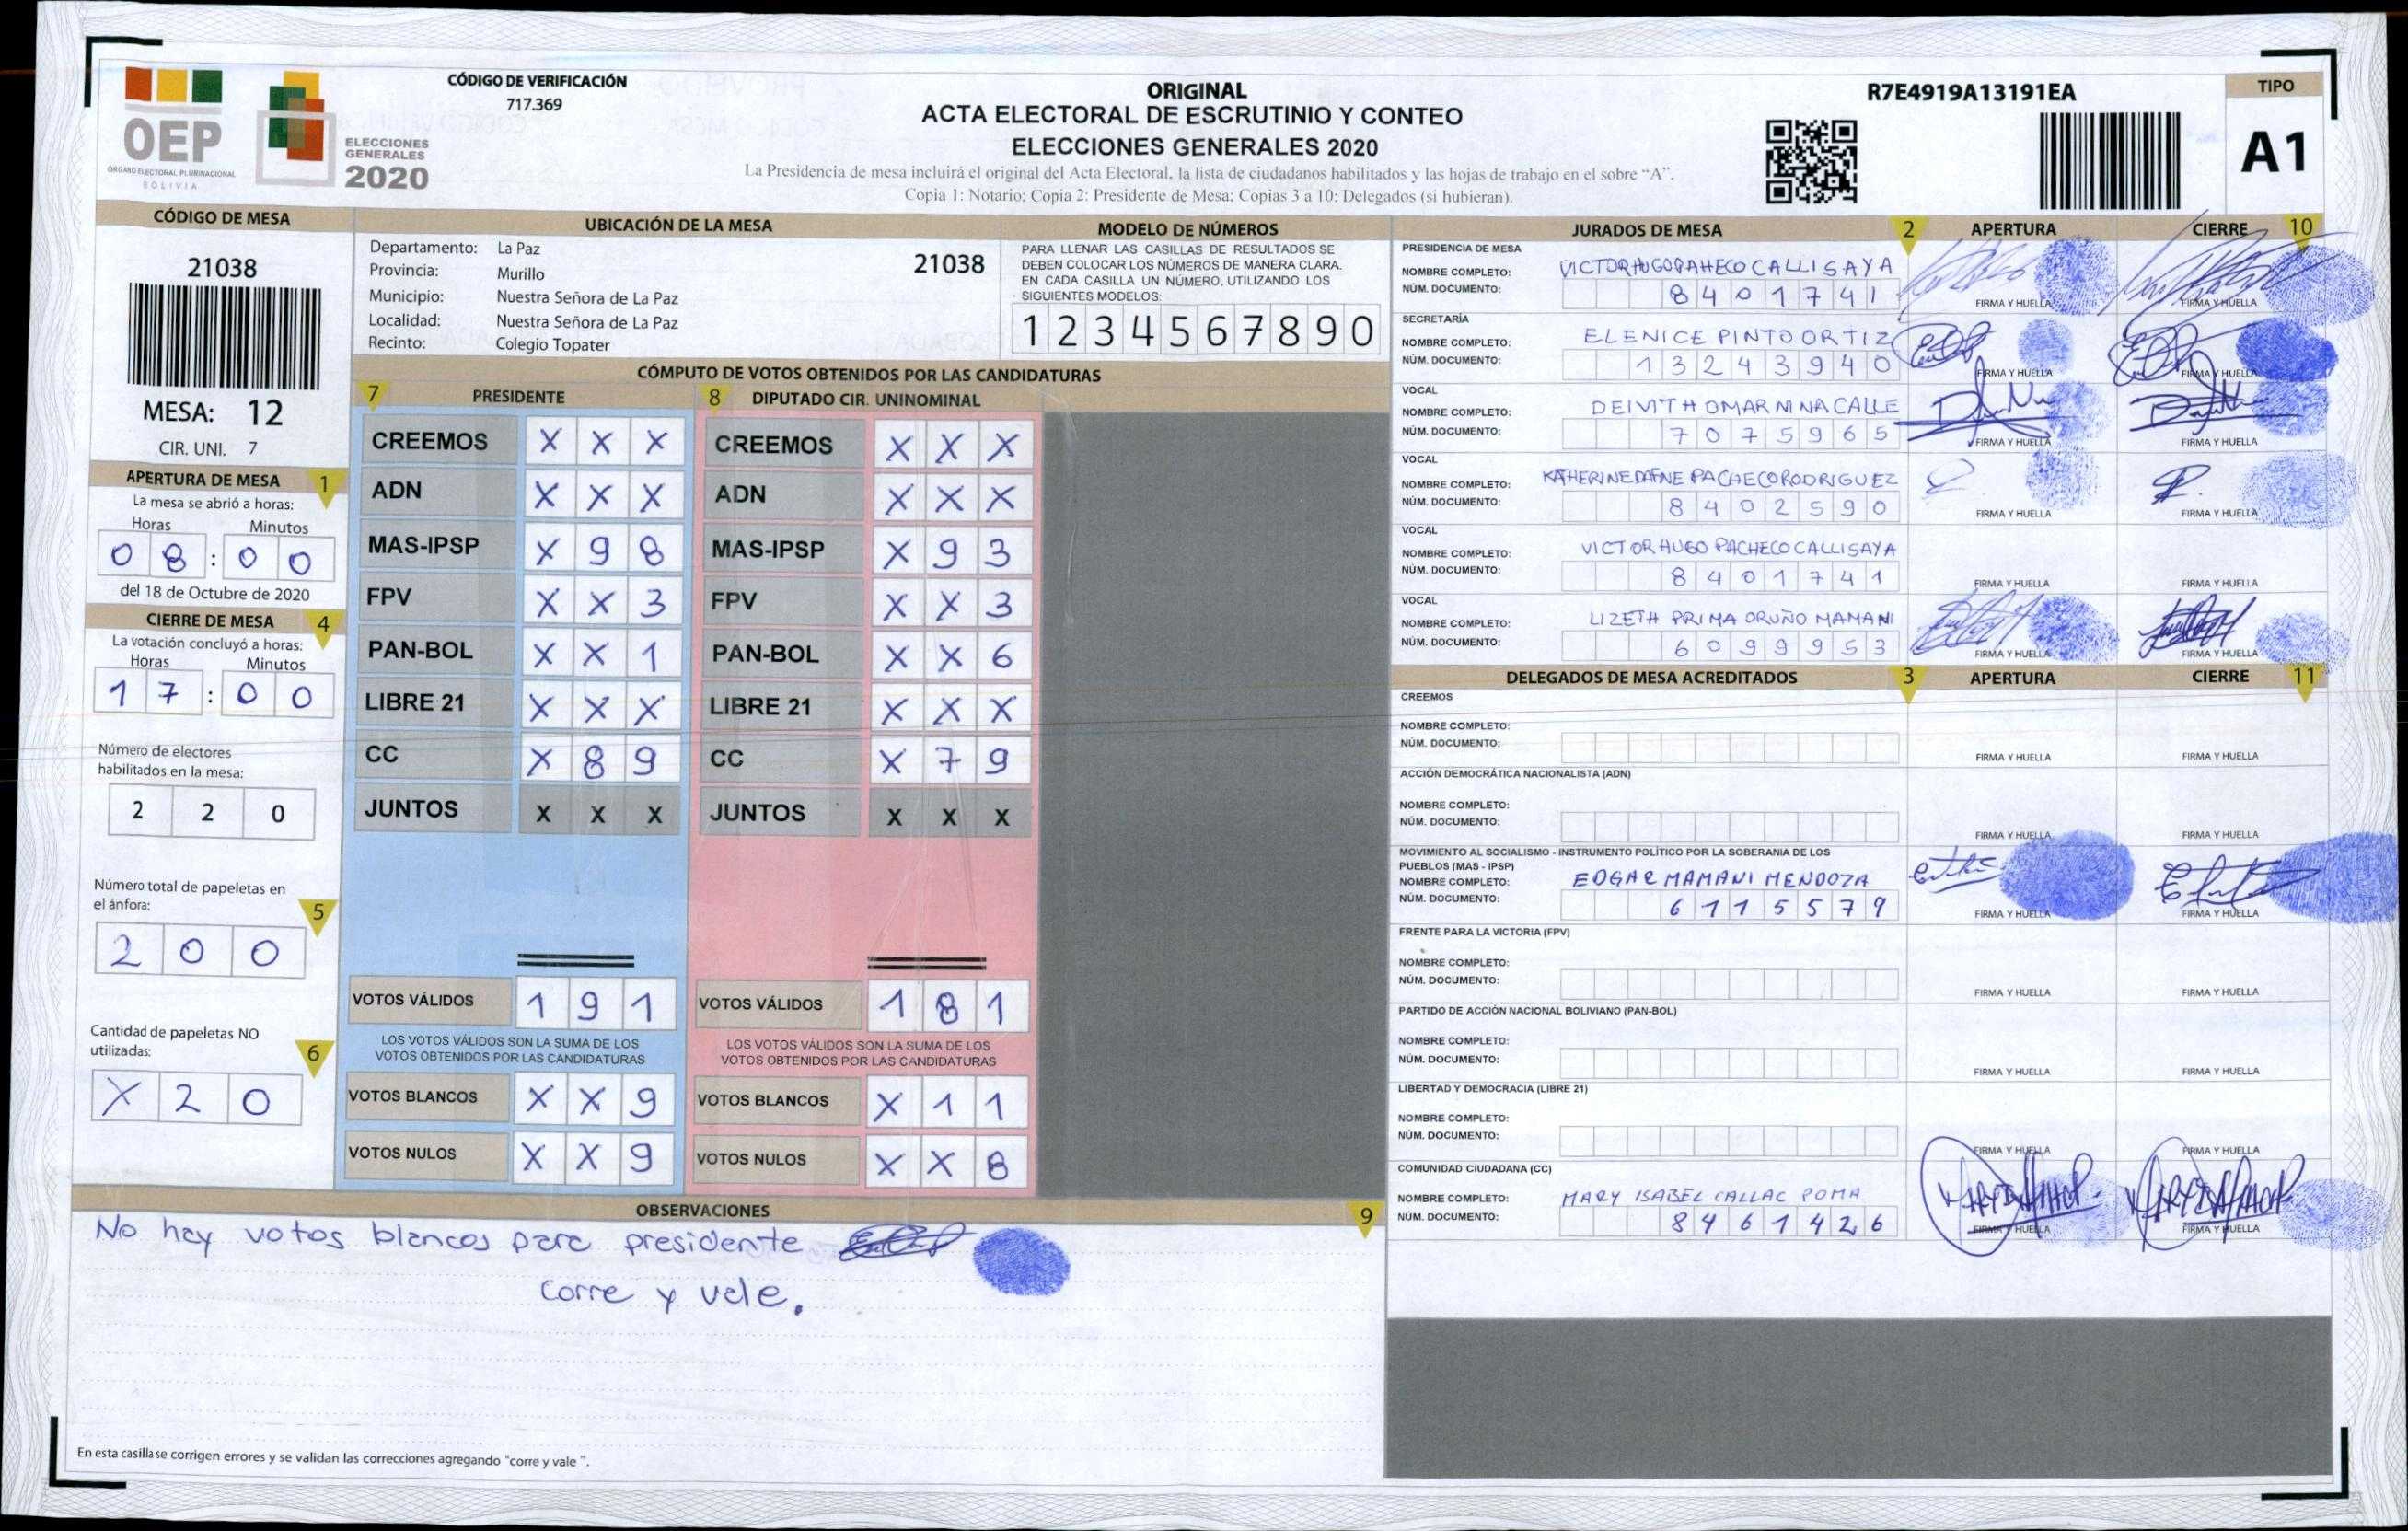 OEP
ÓRGANO ELECTORAL PLURINACIONAL
BOLIVIA
ELECCIONES
GENERALES
2020
CÓDIGO DE VERIFICACIÓN
717.369
ORIGINAL
ACTA ELECTORAL DE ESCRUTINIO Y CONTEO
ELECCIONES GENERALES 2020
La Presidencia de mesa incluirá el original del Acta Electoral, la lista de ciudadanos habilitados y las hojas de trabajo en el sobre “A”.
Copia 1: Notario; Copia 2: Presidente de Mesa; Copias 3 a 10: Delegados (si hubieran).
R7E4919A13191EA
TIPO
A1
CÓDIGO DE MESA
21038
MESA: 12
CIR. UNI. 7
APERTURA DE MESA 1
La mesa se abrió a horas:
Horas Minutos
0 8 : 0 0
del 18 de Octubre de 2020
CIERRE DE MESA 4
La votación concluyó a horas:
Horas Minutos
1 7 : 0 0
Número de electores
habilitados en la mesa:
2 2 0
Número total de papeletas en
el ánfora: 5
2 0 0
Cantidad de papeletas NO
utilizadas: 6
X 2 0
UBICACIÓN DE LA MESA
Departamento: La Paz
21038
Provincia: Murillo
Municipio: Nuestra Señora de La Paz
Localidad: Nuestra Señora de La Paz
Recinto: Colegio Topater
MODELO DE NÚMEROS
PARA LLENAR LAS CASILLAS DE RESULTADOS SE
DEBEN COLOCAR LOS NÚMEROS DE MANERA CLARA.
EN CADA CASILLA UN NÚMERO, UTILIZANDO LOS
SIGUIENTES MODELOS:
1 2 3 4 5 6 7 8 9 0
CÓMPUTO DE VOTOS OBTENIDOS POR LAS CANDIDATURAS
7 PRESIDENTE
CREEMOS X X X
ADN X X X
MAS-IPSP X 9 8
FPV X X 3
PAN-BOL X X 1
LIBRE 21 X X X
CC X 8 9
JUNTOS X X X
VOTOS VÁLIDOS 1 9 1
LOS VOTOS VÁLIDOS SON LA SUMA DE LOS
VOTOS OBTENIDOS POR LAS CANDIDATURAS
VOTOS BLANCOS X X 9
VOTOS NULOS X X 9
8 DIPUTADO CIR. UNINOMINAL
CREEMOS X X X
ADN X X X
MAS-IPSP X 9 3
FPV X X 3
PAN-BOL X X 6
LIBRE 21 X X X
CC X 7 9
JUNTOS X X X
VOTOS VÁLIDOS 1 8 1
LOS VOTOS VÁLIDOS SON LA SUMA DE LOS
VOTOS OBTENIDOS POR LAS CANDIDATURAS
VOTOS BLANCOS X 1 1
VOTOS NULOS X X 8
OBSERVACIONES 9
No hay votos blancos para presidente
corre y vale.
En esta casilla se corrigen errores y se validan las correcciones agregando "corre y vale ".
JURADOS DE MESA 2 APERTURA CIERRE 10
PRESIDENCIA DE MESA
NOMBRE COMPLETO: VICTOR HUGO PAHECO CALLISAYA
NÚM. DOCUMENTO: 8 4 0 1 7 4 1
FIRMA Y HUELLA FIRMA Y HUELLA
SECRETARÍA
NOMBRE COMPLETO: ELENICE PINTO ORTIZ
NÚM. DOCUMENTO: 1 3 2 4 3 9 4 0
FIRMA Y HUELLA FIRMA Y HUELLA
VOCAL
NOMBRE COMPLETO: DEIVITH OMAR NINA CALLE
NÚM. DOCUMENTO: 7 0 7 5 9 6 5
FIRMA Y HUELLA FIRMA Y HUELLA
VOCAL
NOMBRE COMPLETO: KATHERINE DAFNE PACHECO RODRIGUEZ
NÚM. DOCUMENTO: 8 4 0 2 5 9 0
FIRMA Y HUELLA FIRMA Y HUELLA
VOCAL
NOMBRE COMPLETO: VICTOR HUGO PACHECO CALLISAYA
NÚM. DOCUMENTO: 8 4 0 1 7 4 1
FIRMA Y HUELLA FIRMA Y HUELLA
VOCAL
NOMBRE COMPLETO: LIZETH PRIMA ORUÑO MAMANI
NÚM. DOCUMENTO: 6 0 9 9 9 5 3
FIRMA Y HUELLA FIRMA Y HUELLA
DELEGADOS DE MESA ACREDITADOS 3 APERTURA CIERRE 11
CREEMOS
NOMBRE COMPLETO:
NÚM. DOCUMENTO:
FIRMA Y HUELLA FIRMA Y HUELLA
ACCIÓN DEMOCRÁTICA NACIONALISTA (ADN)
NOMBRE COMPLETO:
NÚM. DOCUMENTO:
FIRMA Y HUELLA FIRMA Y HUELLA
MOVIMIENTO AL SOCIALISMO - INSTRUMENTO POLÍTICO POR LA SOBERANIA DE LOS
PUEBLOS (MAS - IPSP)
NOMBRE COMPLETO: EDGAR MAMANI MENDOZA
NÚM. DOCUMENTO: 6 1 1 5 5 7 9
FIRMA Y HUELLA FIRMA Y HUELLA
FRENTE PARA LA VICTORIA (FPV)
NOMBRE COMPLETO:
NÚM. DOCUMENTO:
FIRMA Y HUELLA FIRMA Y HUELLA
PARTIDO DE ACCIÓN NACIONAL BOLIVIANO (PAN-BOL)
NOMBRE COMPLETO:
NÚM. DOCUMENTO:
FIRMA Y HUELLA FIRMA Y HUELLA
LIBERTAD Y DEMOCRACIA (LIBRE 21)
NOMBRE COMPLETO:
NÚM. DOCUMENTO:
FIRMA Y HUELLA FIRMA Y HUELLA
COMUNIDAD CIUDADANA (CC)
NOMBRE COMPLETO: MARY ISABEL CALLAC POMA
NÚM. DOCUMENTO: 8 4 6 1 4 2 6
FIRMA Y HUELLA FIRMA Y HUELLA